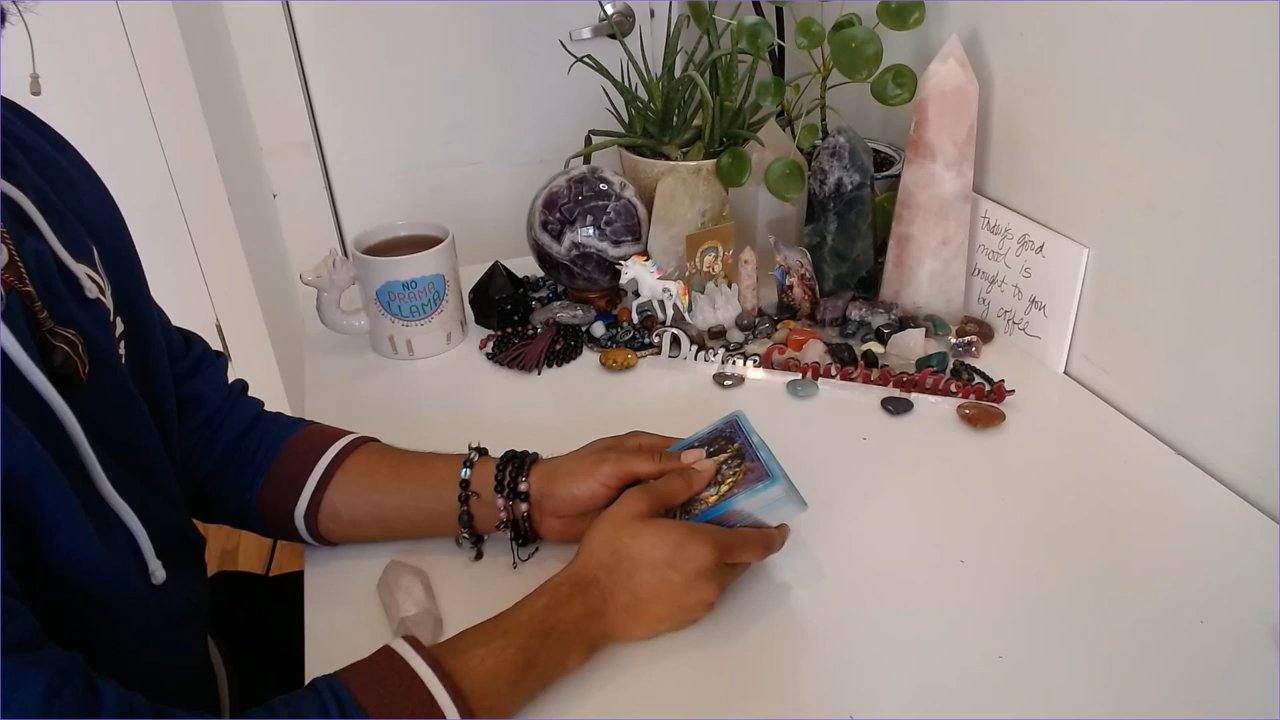 NO
DRAMA
LLAMA
Divine Conversations
today's good
mood is
brought to you
by coffee